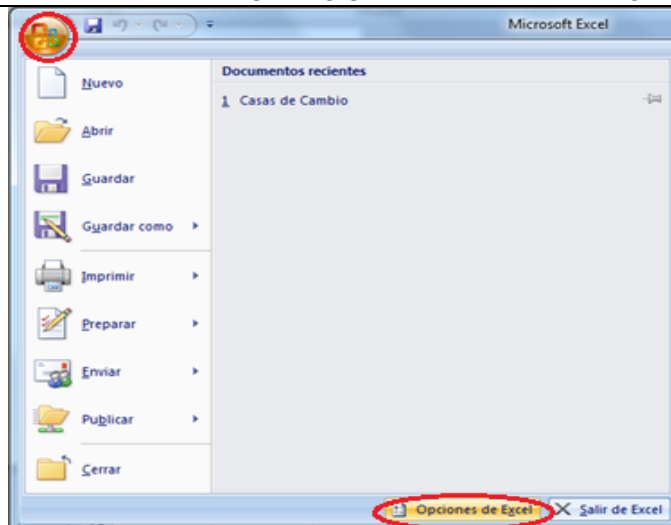 Microsoft Excel
Nuevo
Abrir
Guardar
Guardar como
Imprimir
Preparar
Enviar
Publicar
Cerrar
Documentos recientes
1 Casas de Cambio
Opciones de Excel
Salir de Excel